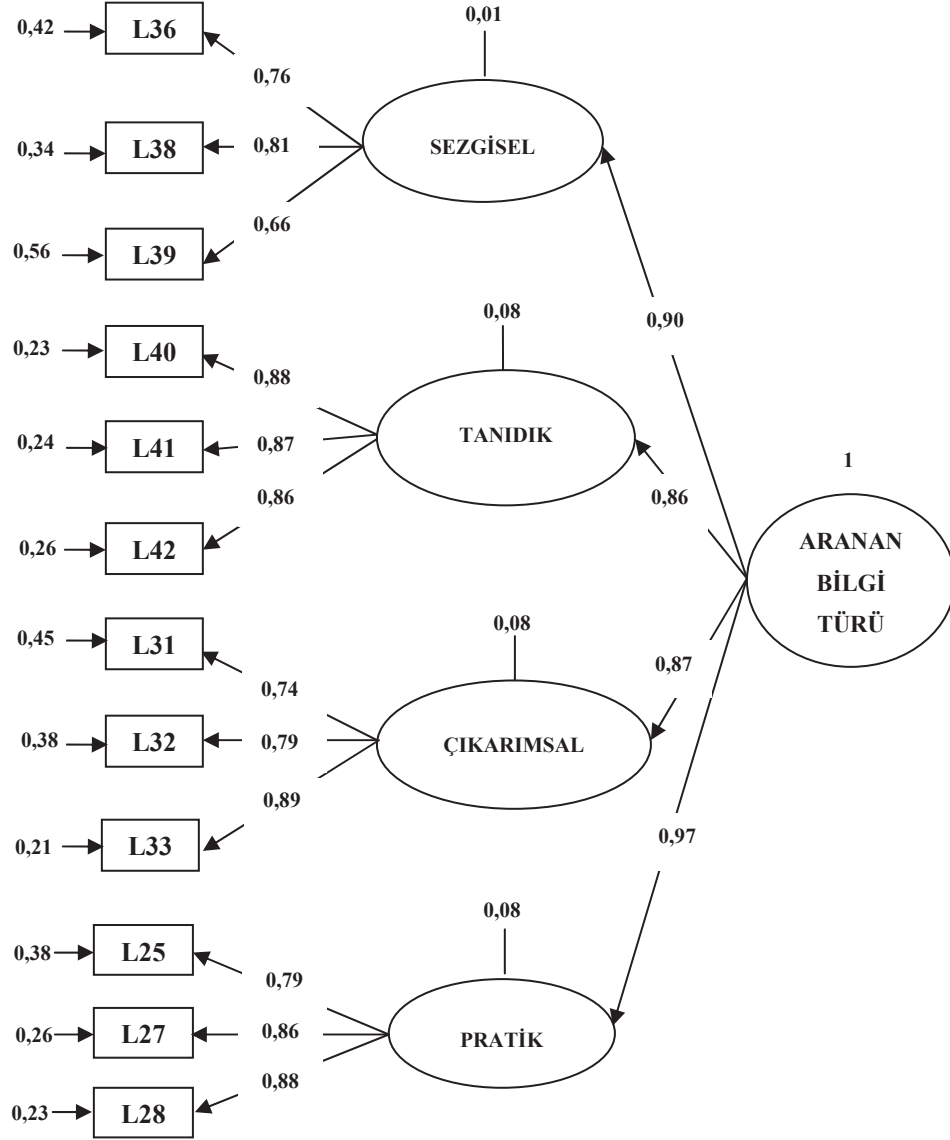 0,01
0,42
L36
0,76
0,34
L38
0,81
SEZGİSEL
0,66
0,56
L39
0,08
0,90
0,23
L40
0,88
0,24
L41
0,87
TANIDIK
0,86
0,86
1
0,26
L42
ARANAN
BİLGİ
TÜRÜ
0,45
L31
0,08
0,74
0,87
0,38
L32
0,79
ÇIKARIMSAL
0,89
0,21
L33
0,97
0,08
0,38
L25
0,79
0,26
L27
0,86
PRATİK
0,88
0,23
L28